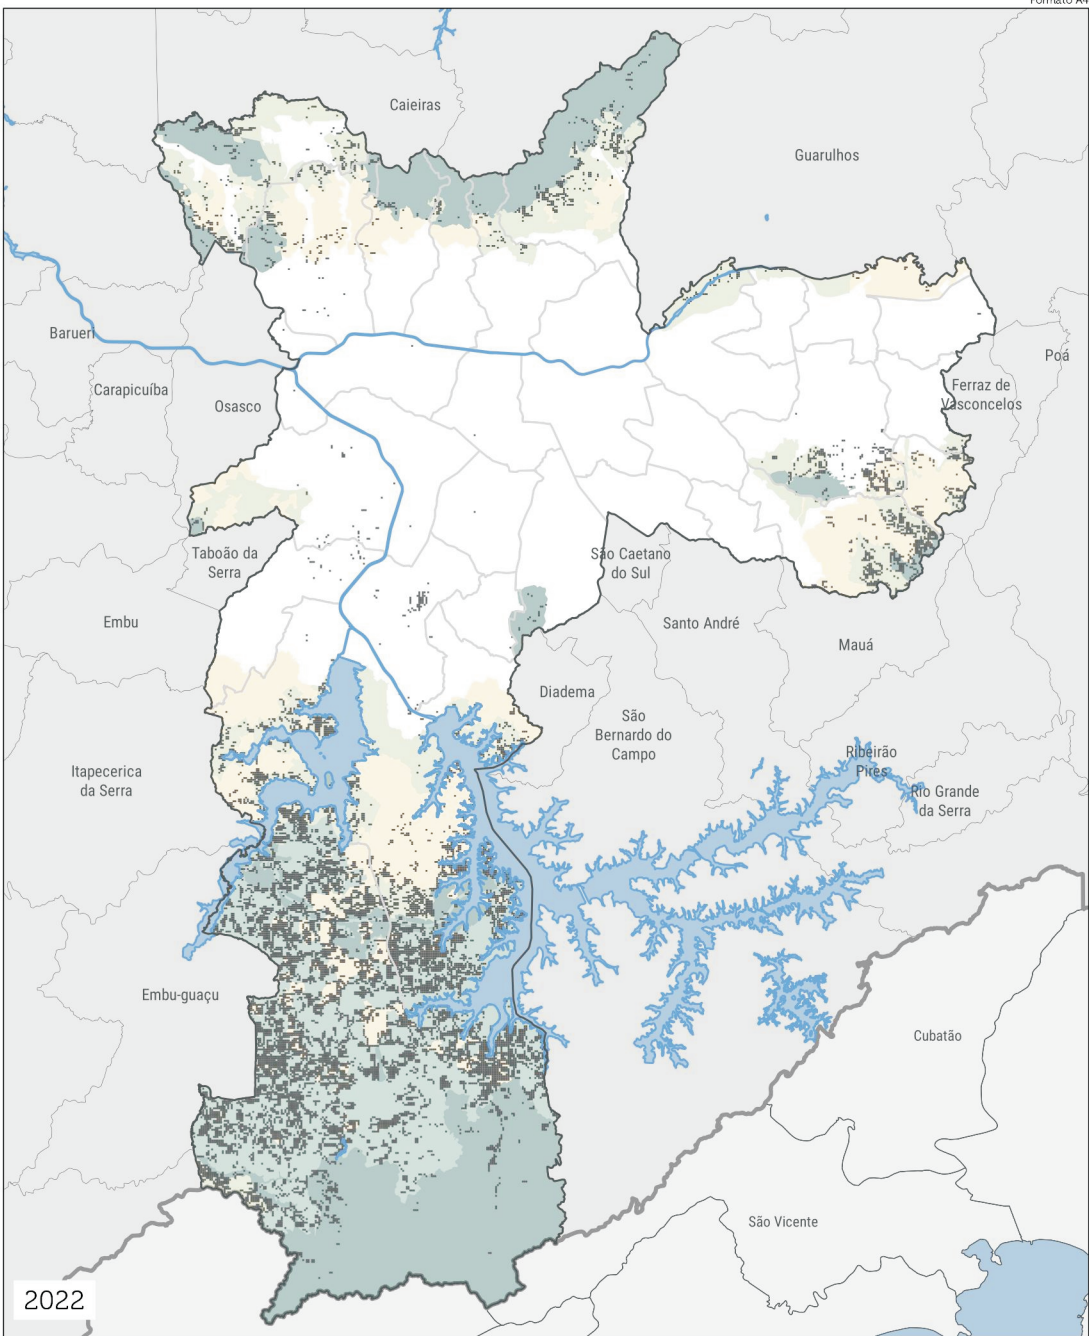 Formato A4
Caieiras
Guarulhos
Barueri
Poá
Carapicuíba
Osasco
Ferraz de
Vasconcelos
Taboão da
Serra
São Caetano
do Sul
Embu
Santo André
Mauá
Diadema
São
Bernardo do
Campo
Ribeirão
Pires
Itapecerica
da Serra
Rio Grande
da Serra
Embu-guaçu
Cubatão
São Vicente
2022